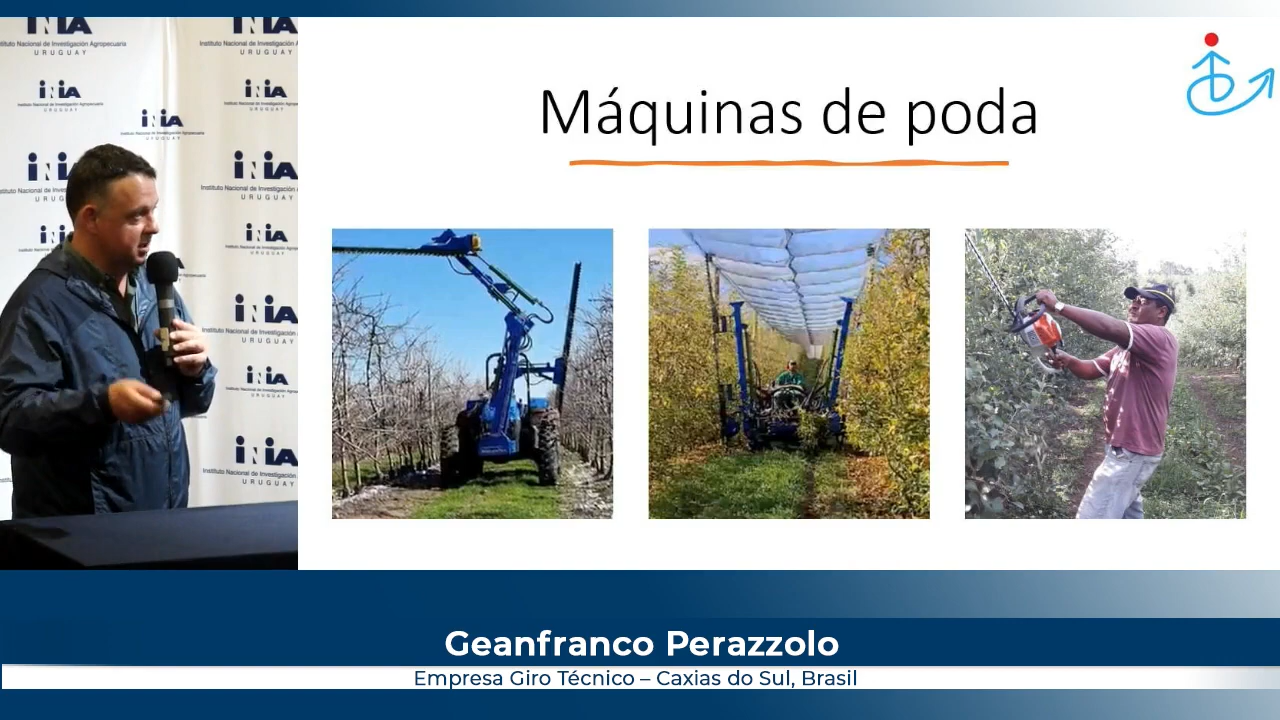 INIA
Instituto Nacional de Investigación Agropecuaria
URUGUAY
Máquinas de poda
Geanfranco Perazzolo
Empresa Giro Técnico – Caxias do Sul, Brasil